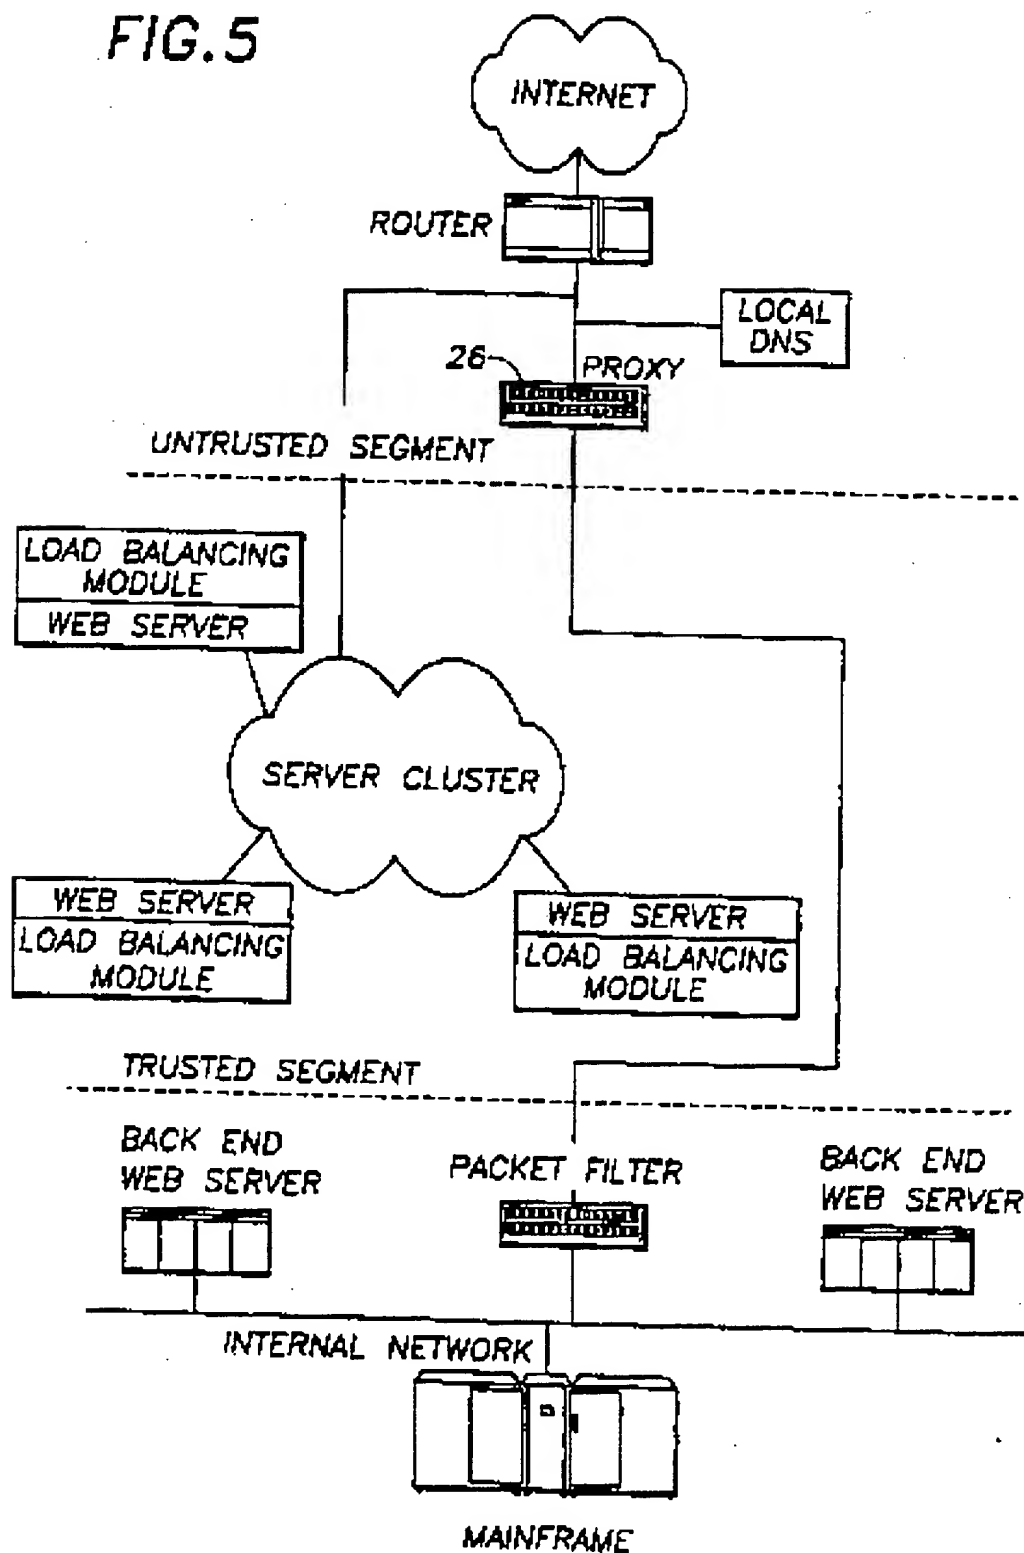 FIG.5
INTERNET
ROUTER
LOCAL
DNS
26
PROXY
UNTRUSTED SEGMENT
LOAD BALANCING
MODULE
WEB SERVER
SERVER CLUSTER
WEB SERVER
LOAD BALANCING
MODULE
WEB SERVER
LOAD BALANCING
MODULE
TRUSTED SEGMENT
BACK END
WEB SERVER
PACKET FILTER
BACK END
WEB SERVER
INTERNAL NETWORK
MAINFRAME